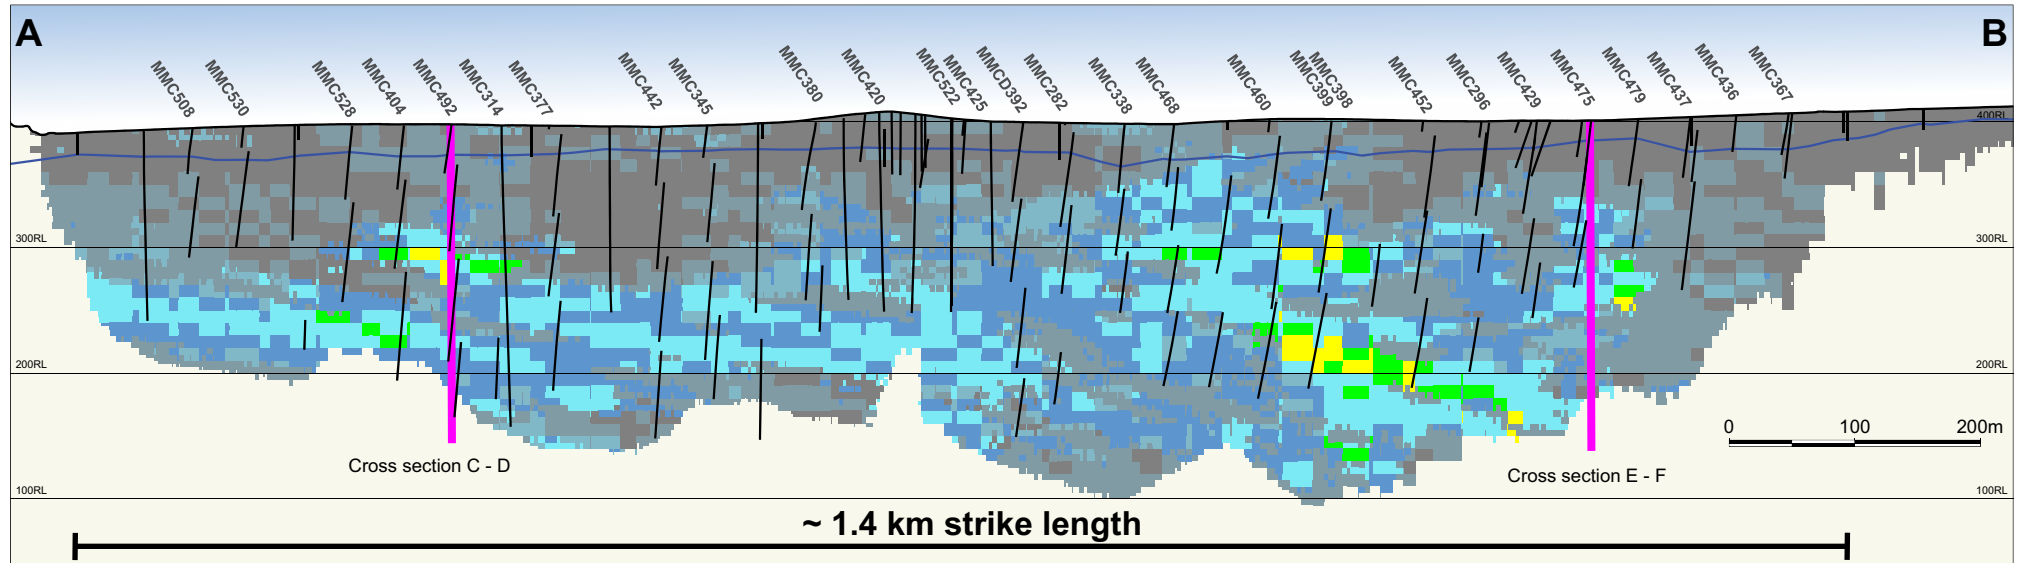 A
B
MMC508
MMC530
MMC528
MMC404
MMC492
MMC314
MMC377
MMC442
MMC345
MMC380
MMC420
MMC522
MMC425
MMCD392
MMC282
MMC338
MMC468
MMC460
MMC399
MMC398
MMC452
MMC296
MMC429
MMC475
MMC479
MMC437
MMC436
MMC367
400RL
300RL
300RL
200RL
200RL
0 100 200m
Cross section C - D
Cross section E - F
100RL
100RL
~ 1.4 km strike length